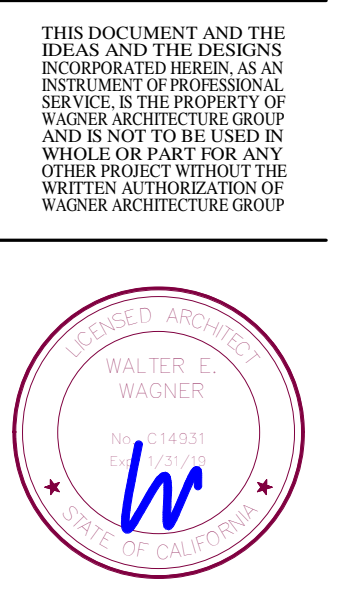 THIS DOCUMENT AND THE
IDEAS AND THE DESIGNS
INCORPORATED HEREIN, AS AN
INSTRUMENT OF PROFESSIONAL
SERVICE, IS THE PROPERTY OF
WAGNER ARCHITECTURE GROUP
AND IS NOT TO BE USED IN
WHOLE OR PART FOR ANY
OTHER PROJECT WITHOUT THE
WRITTEN AUTHORIZATION OF
WAGNER ARCHITECTURE GROUP
LICENSED ARCHITECT
WALTER E.
WAGNER
No. C14931
Exp. 1/31/19
STATE OF CALIFORNIA